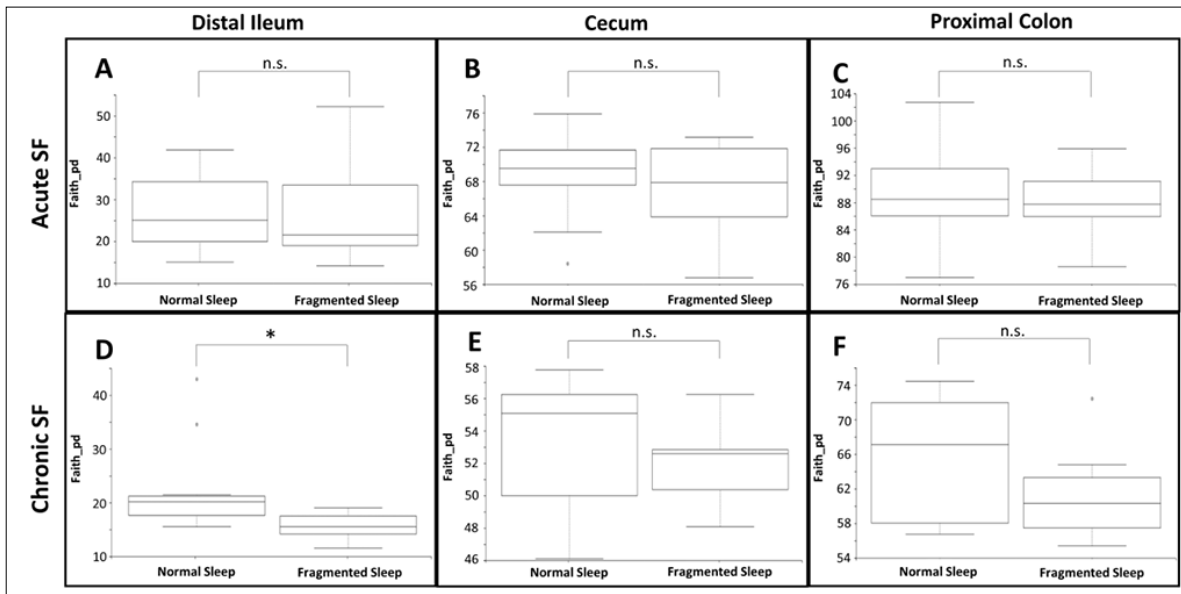 Distal Ileum
Cecum
Proximal Colon
Acute SF
A
n.s.
Faith_pd
50
40
30
20
10
Normal Sleep
Fragmented Sleep
B
n.s.
Faith_pd
76
72
68
64
60
56
Normal Sleep
Fragmented Sleep
C
n.s.
Faith_pd
104
100
96
92
88
84
80
76
Normal Sleep
Fragmented Sleep
Chronic SF
D
*
Faith_pd
40
30
20
10
Normal Sleep
Fragmented Sleep
E
n.s.
Faith_pd
58
56
54
52
50
48
46
Normal Sleep
Fragmented Sleep
F
n.s.
Faith_pd
74
70
66
62
58
54
Normal Sleep
Fragmented Sleep